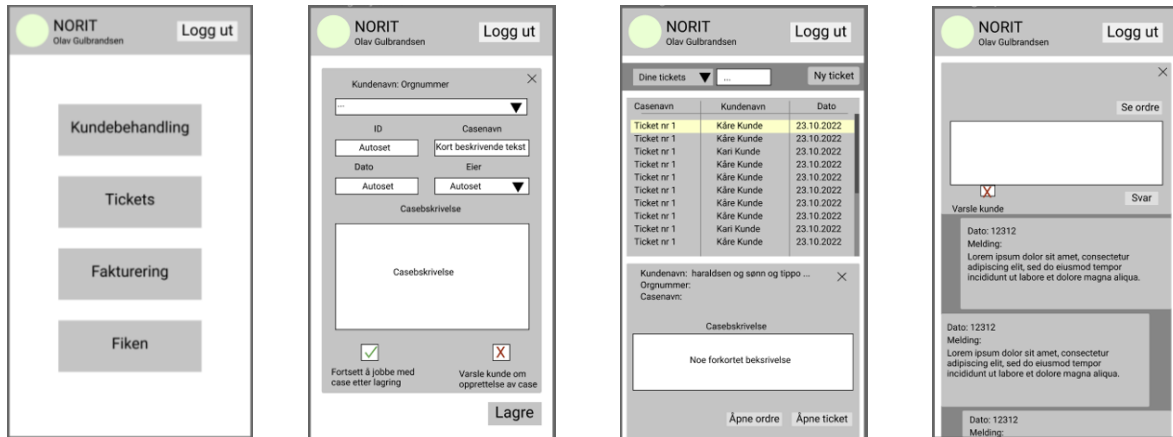 NORIT
Olav Gulbrandsen
Logg ut
Kundebehandling
Tickets
Fakturering
Fiken
NORIT
Olav Gulbrandsen
Logg ut
Kundenavn: Orgnummer
...
ID
Casenavn
Autoset
Kort beskrivende tekst
Dato
Eier
Autoset
Autoset
Casebskrivelse
Casebskrivelse
Fortsett å jobbe med
case etter lagring
Varsle kunde om
opprettelse av case
Lagre
NORIT
Olav Gulbrandsen
Logg ut
Dine tickets
...
Ny ticket
Casenavn Kundenavn Dato
Ticket nr 1 Kåre Kunde 23.10.2022
Ticket nr 1 Kåre Kunde 23.10.2022
Ticket nr 1 Kari Kunde 23.10.2022
Ticket nr 1 Kåre Kunde 23.10.2022
Ticket nr 1 Kåre Kunde 23.10.2022
Ticket nr 1 Kåre Kunde 23.10.2022
Ticket nr 1 Kåre Kunde 23.10.2022
Ticket nr 1 Kåre Kunde 23.10.2022
Ticket nr 1 Kari Kunde 23.10.2022
Ticket nr 1 Kåre Kunde 23.10.2022
Kundenavn: haraldsen og sønn og tippo ...
Orgnummer:
Casenavn:
Casebskrivelse
Noe forkortet beksrivelse
Åpne ordre
Åpne ticket
NORIT
Olav Gulbrandsen
Logg ut
Se ordre
Varsle kunde
Svar
Dato: 12312
Melding:
Lorem ipsum dolor sit amet, consectetur
adipiscing elit, sed do eiusmod tempor
incididunt ut labore et dolore magna aliqua.
Dato: 12312
Melding:
Lorem ipsum dolor sit amet, consectetur
adipiscing elit, sed do eiusmod tempor
incididunt ut labore et dolore magna aliqua.
Dato: 12312
Melding: